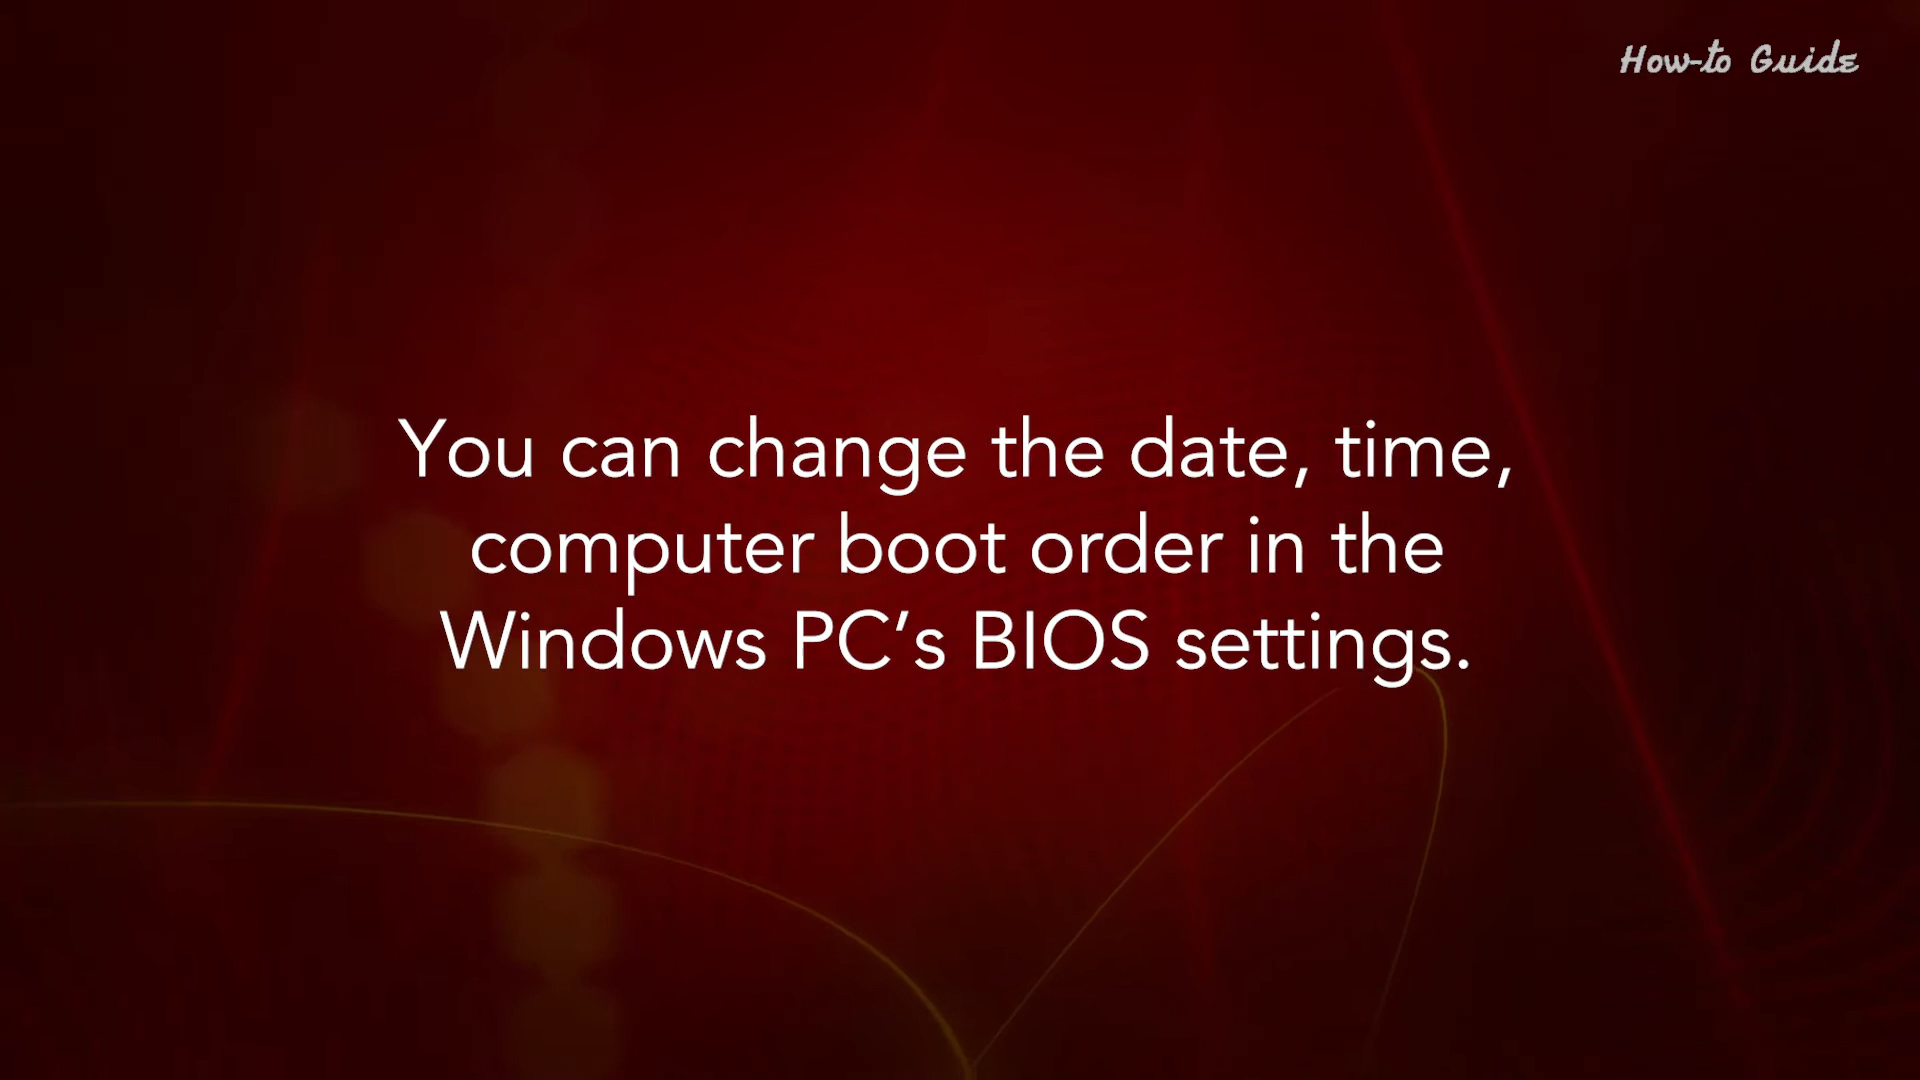 How-to Guide
You can change the date, time,
computer boot order in the
Windows PC’s BIOS settings.